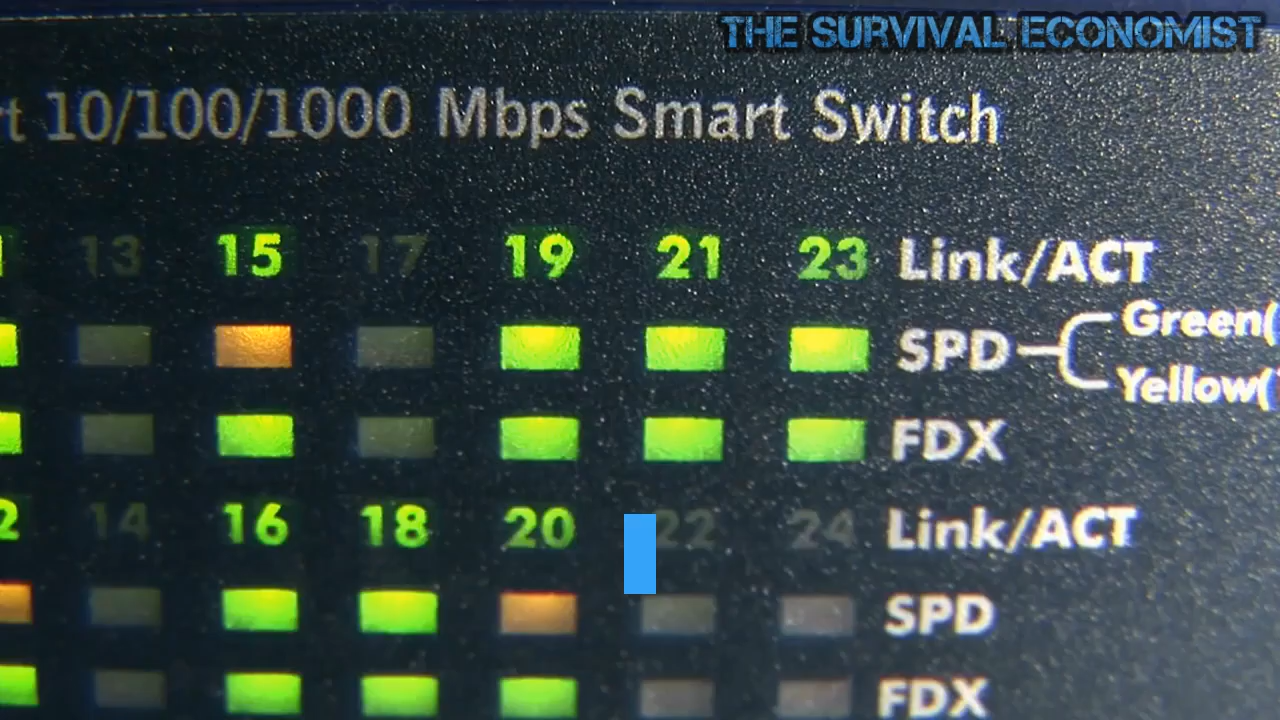 THE SURVIVAL ECONOMIST
10/100/1000 Mbps Smart Switch
13 15 17 19 21 23 Link/ACT
Green(
SPD
Yellow(
FDX
14 16 18 20 22 24 Link/ACT
SPD
FDX